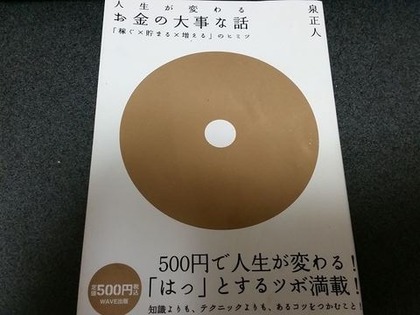 人生が変わる
お金の大事な話
「稼ぐ×貯まる×増える」のヒミツ
泉正人
500円で人生が変わる!
「はっ」とするツボ満載!
知識よりも、テクニックよりも、あるコツをつかむこと!
定価 500円 税込
WAVE出版